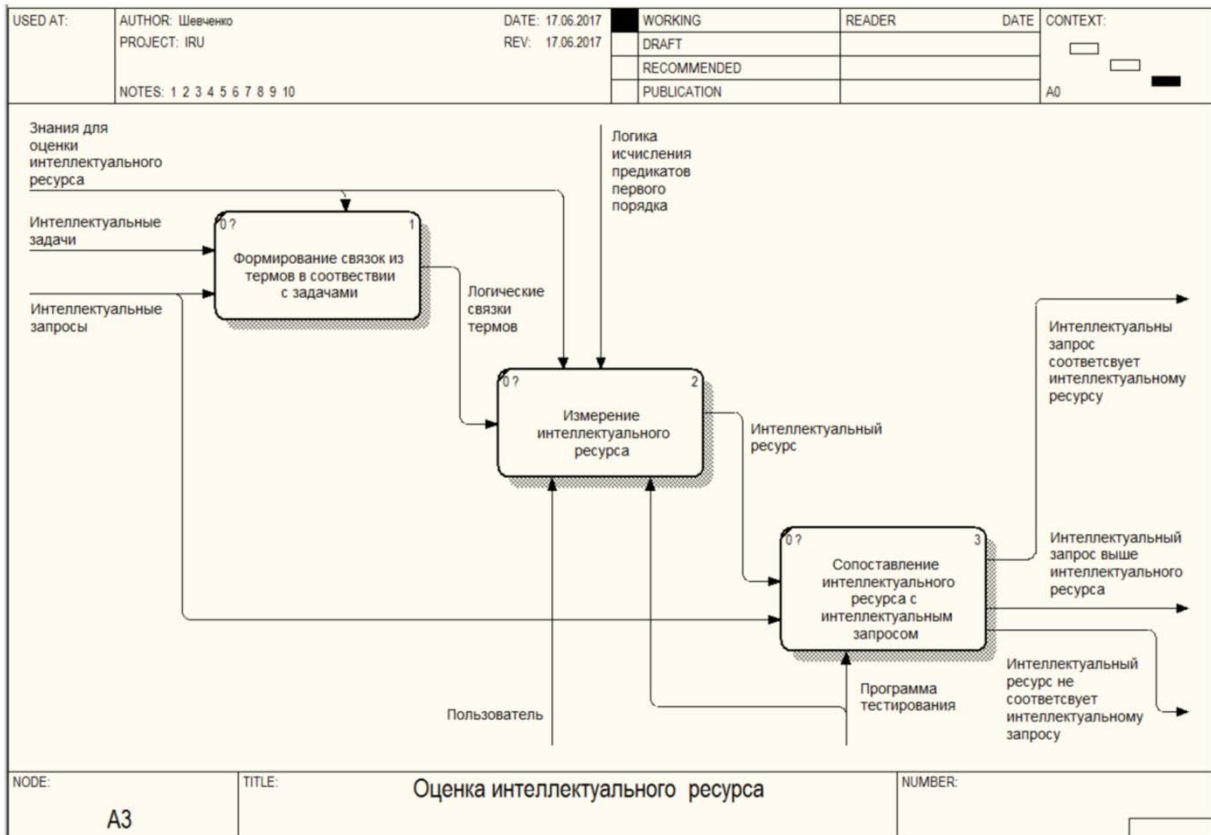 USED AT:
AUTHOR: Шевченко
DATE: 17.06.2017
PROJECT: IRU
REV: 17.06.2017
NOTES: 1 2 3 4 5 6 7 8 9 10
WORKING
DRAFT
RECOMMENDED
PUBLICATION
READER
DATE
CONTEXT:
A0
Знания для
оценки
интеллектуального
ресурса
Логика
исчисления
предикатов
первого
порядка
Интеллектуальные
задачи
0 ?
1
Формирование связок из
термов в соотвествии
с задачами
Интеллектуальные
запросы
Логические
связки
термов
Интеллектуальны
запрос
соответсвует
интеллектуальному
ресурсу
0 ?
2
Измерение
интеллектуального
ресурса
Интеллектуальный
ресурс
0 ?
3
Сопоставление
интеллектуального
ресурса с
интеллектуальным
запросом
Интеллектуальный
запрос выше
интеллектуального
ресурса
Интеллектуальный
ресурс не
соответсвует
интеллектуальному
запросу
Пользователь
Программа
тестирования
NODE:
A3
TITLE:
Оценка интеллектуального ресурса
NUMBER: